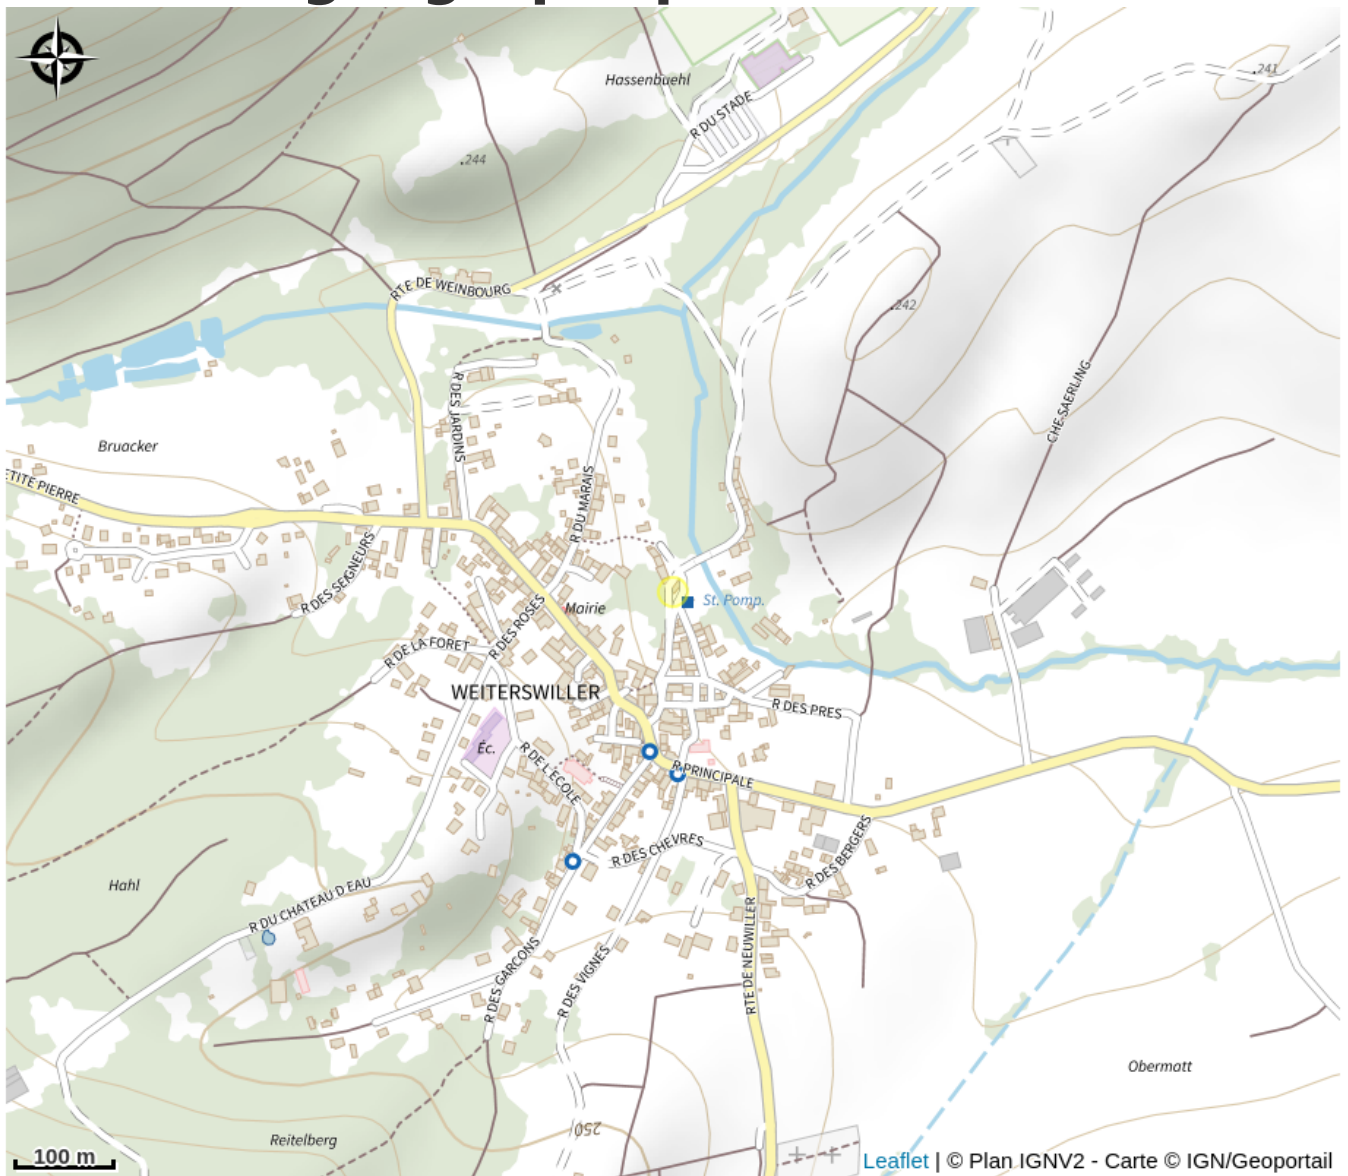 Hassenbuehl
R DU STADE
241
244
RTE DE WEINBOURG
242
R DES JARDINS
CHE SAERLING
Bruacker
ETITE PIERRE
R DU MARAIS
R DES SEIGNEURS
R DES ROSES
Mairie
St. Pomp.
R DE LA FORET
WEITERSWILLER
R DES PRES
Éc.
R DE L'ECOLE
R PRINCIPALE
R DES CHEVRES
R DES BERGERS
Hahl
R DU CHATEAU D EAU
R DES GARCONS
R DES VIGNES
RTE DE NEUWILLER
Obermatt
250
Reitelberg
100 m
Leaflet | © Plan IGNV2 - Carte © IGN/Geoportail